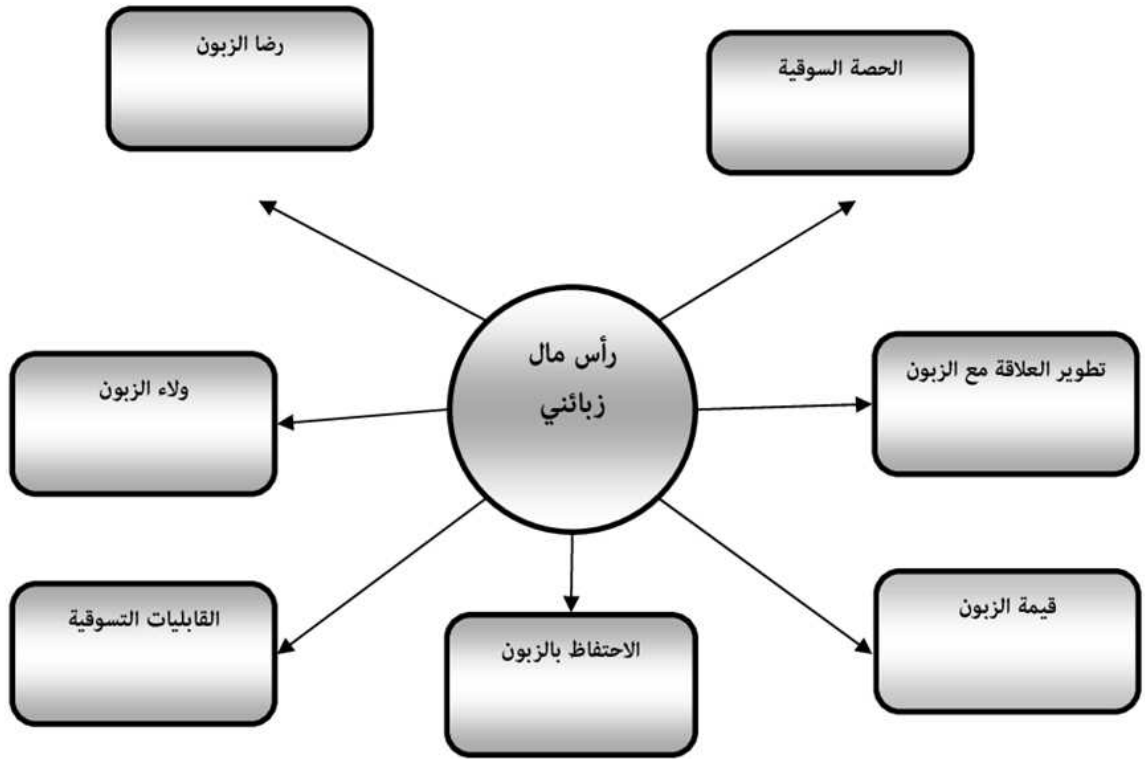 رضا الزبون
الحصة السوقية
رأس مال
زبائني
تطوير العلاقة مع الزبون
ولاء الزبون
القابليات التسوقية
الاحتفاظ بالزبون
قيمة الزبون